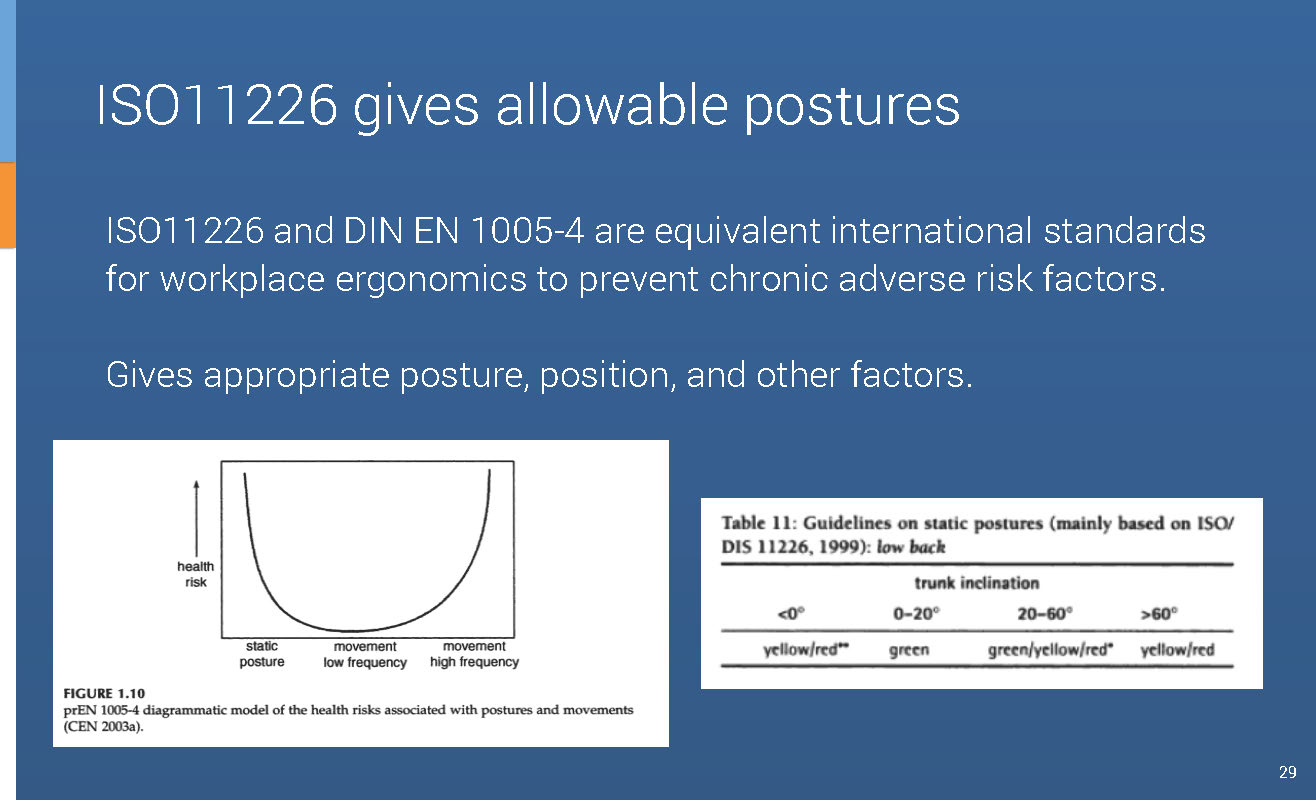 ISO11226 gives allowable postures
ISO11226 and DIN EN 1005-4 are equivalent international standards
for workplace ergonomics to prevent chronic adverse risk factors.
Gives appropriate posture, position, and other factors.
health
risk
static
posture
movement
low frequency
movement
high frequency
FIGURE 1.10
prEN 1005-4 diagrammatic model of the health risks associated with postures and movements
(CEN 2003a).
Table 11: Guidelines on static postures (mainly based on ISO/
DIS 11226, 1999): low back
trunk inclination
<0° 0–20° 20–60° >60°
yellow/red** green green/yellow/red* yellow/red
29